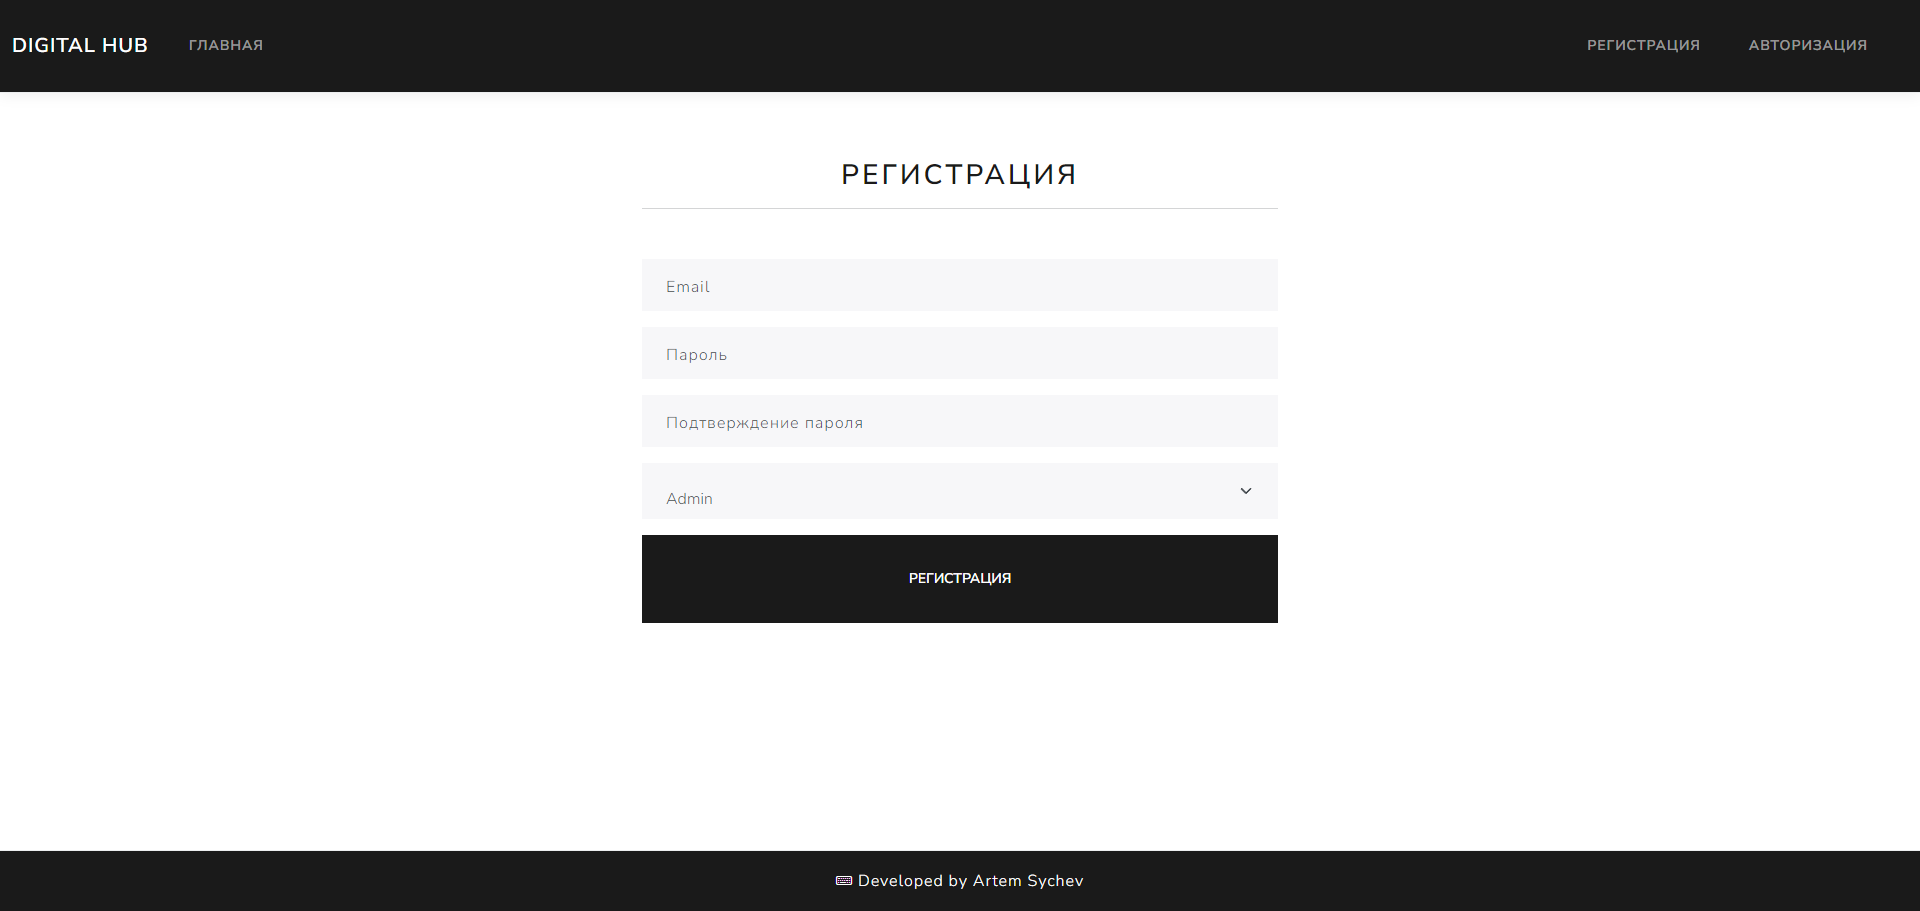 DIGITAL HUB ГЛАВНАЯ РЕГИСТРАЦИЯ АВТОРИЗАЦИЯ
РЕГИСТРАЦИЯ
Email
Пароль
Подтверждение пароля
Admin
РЕГИСТРАЦИЯ
Developed by Artem Sychev